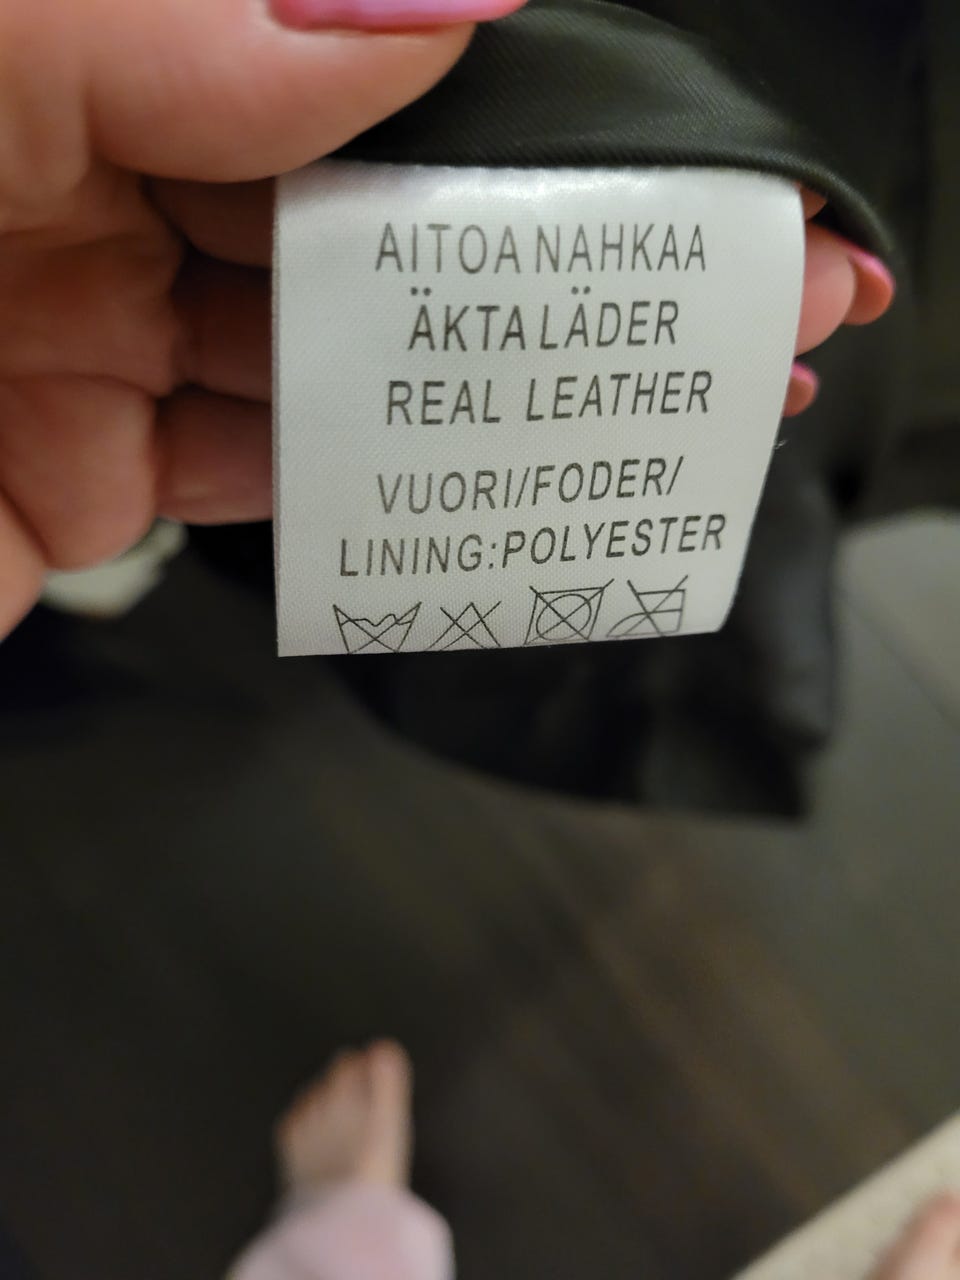 AITOA NAHKAA
ÄKTA LÄDER
REAL LEATHER
VUORI/FODER/
LINING:POLYESTER